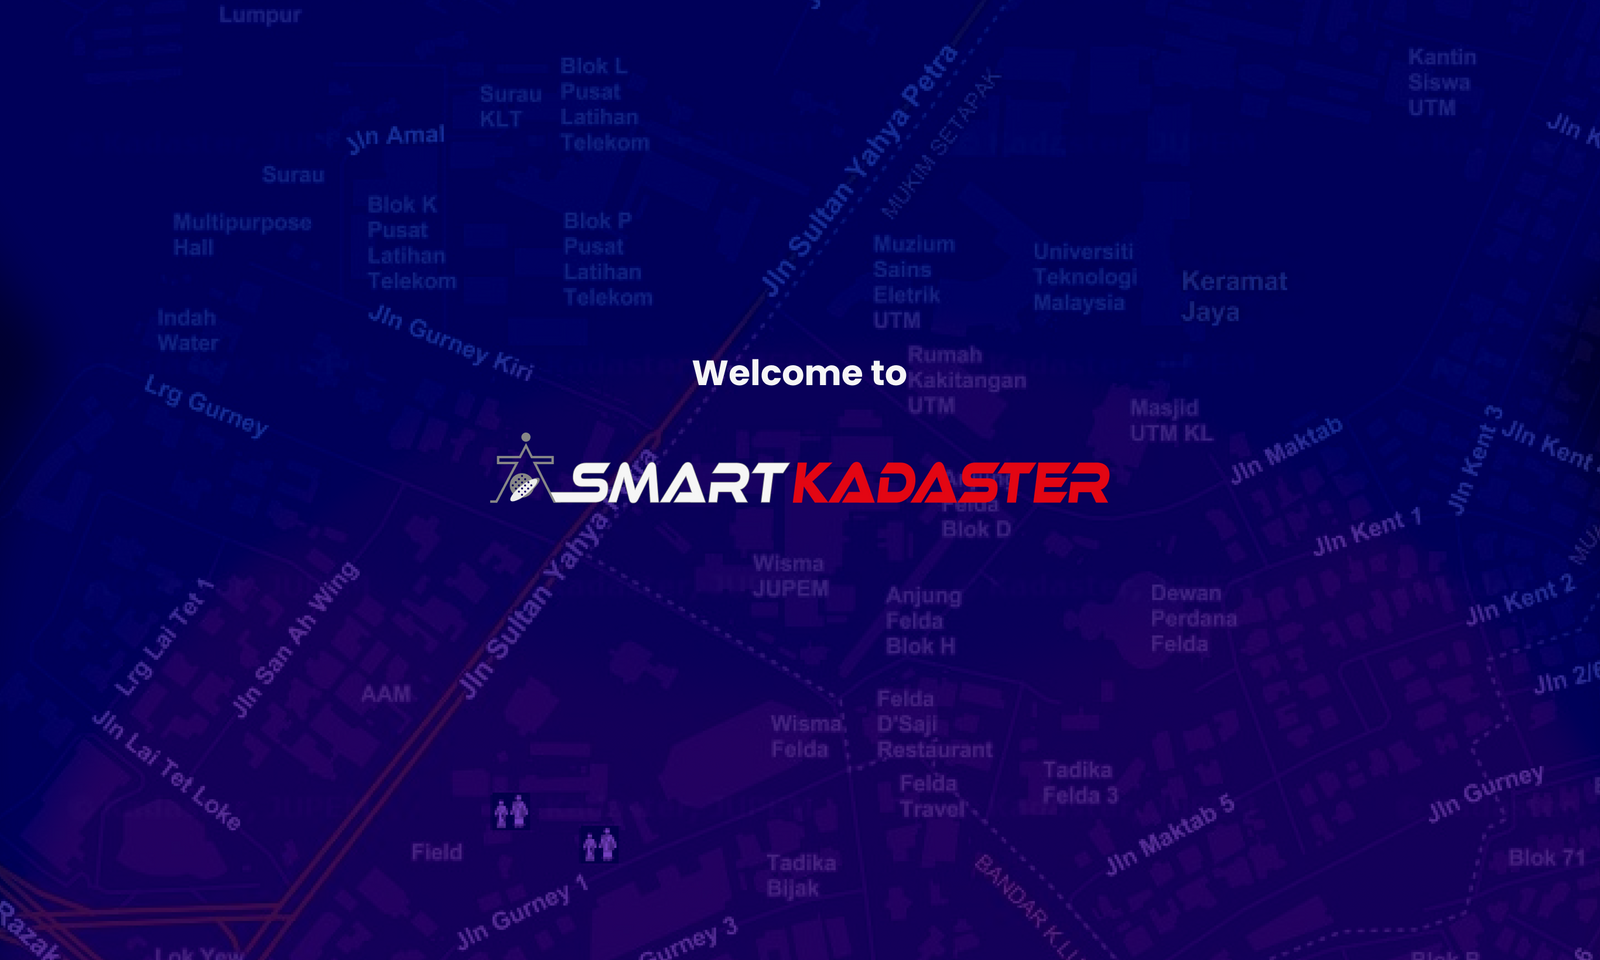 Lumpur
Blok L
Pusat
Latihan
Telekom
Surau
KLT
Jln Amal
Surau
Multipurpose
Hall
Blok K
Pusat
Latihan
Telekom
Blok P
Pusat
Latihan
Telekom
Indah
Water
Jln Gurney Kiri
Lrg Gurney
Jln Sultan Yahya Petra
MUKIM SETAPAK
Kantin
Siswa
UTM
Muzium
Sains
Eletrik
UTM
Universiti
Teknologi
Malaysia
Keramat
Jaya
Welcome to
Rumah
Kakitangan
UTM
Masjid
UTM KL
SMARTKADASTER
Felda
Blok D
Jln Maktab
Jln Kent 3
Jln Kent
Jln Kent 1
Jln Kent 2
Wisma
JUPEM
Anjung
Felda
Blok H
Dewan
Perdana
Felda
Jln Sultan Yahya
Lrg Lai Tet 1
Jln San Ah Wing
AAM
Jln Lai Tet Loke
Wisma
Felda
Felda
D'Saji
Restaurant
Felda
Travel
Tadika
Felda 3
Jln 2/6
Jln Gurney
Jln Maktab 5
Blok 71
Field
Tadika
Bijak
Jln Gurney 1
Gurney 3
BANDAR K.LU
Razak
Lok Yew
Blok B